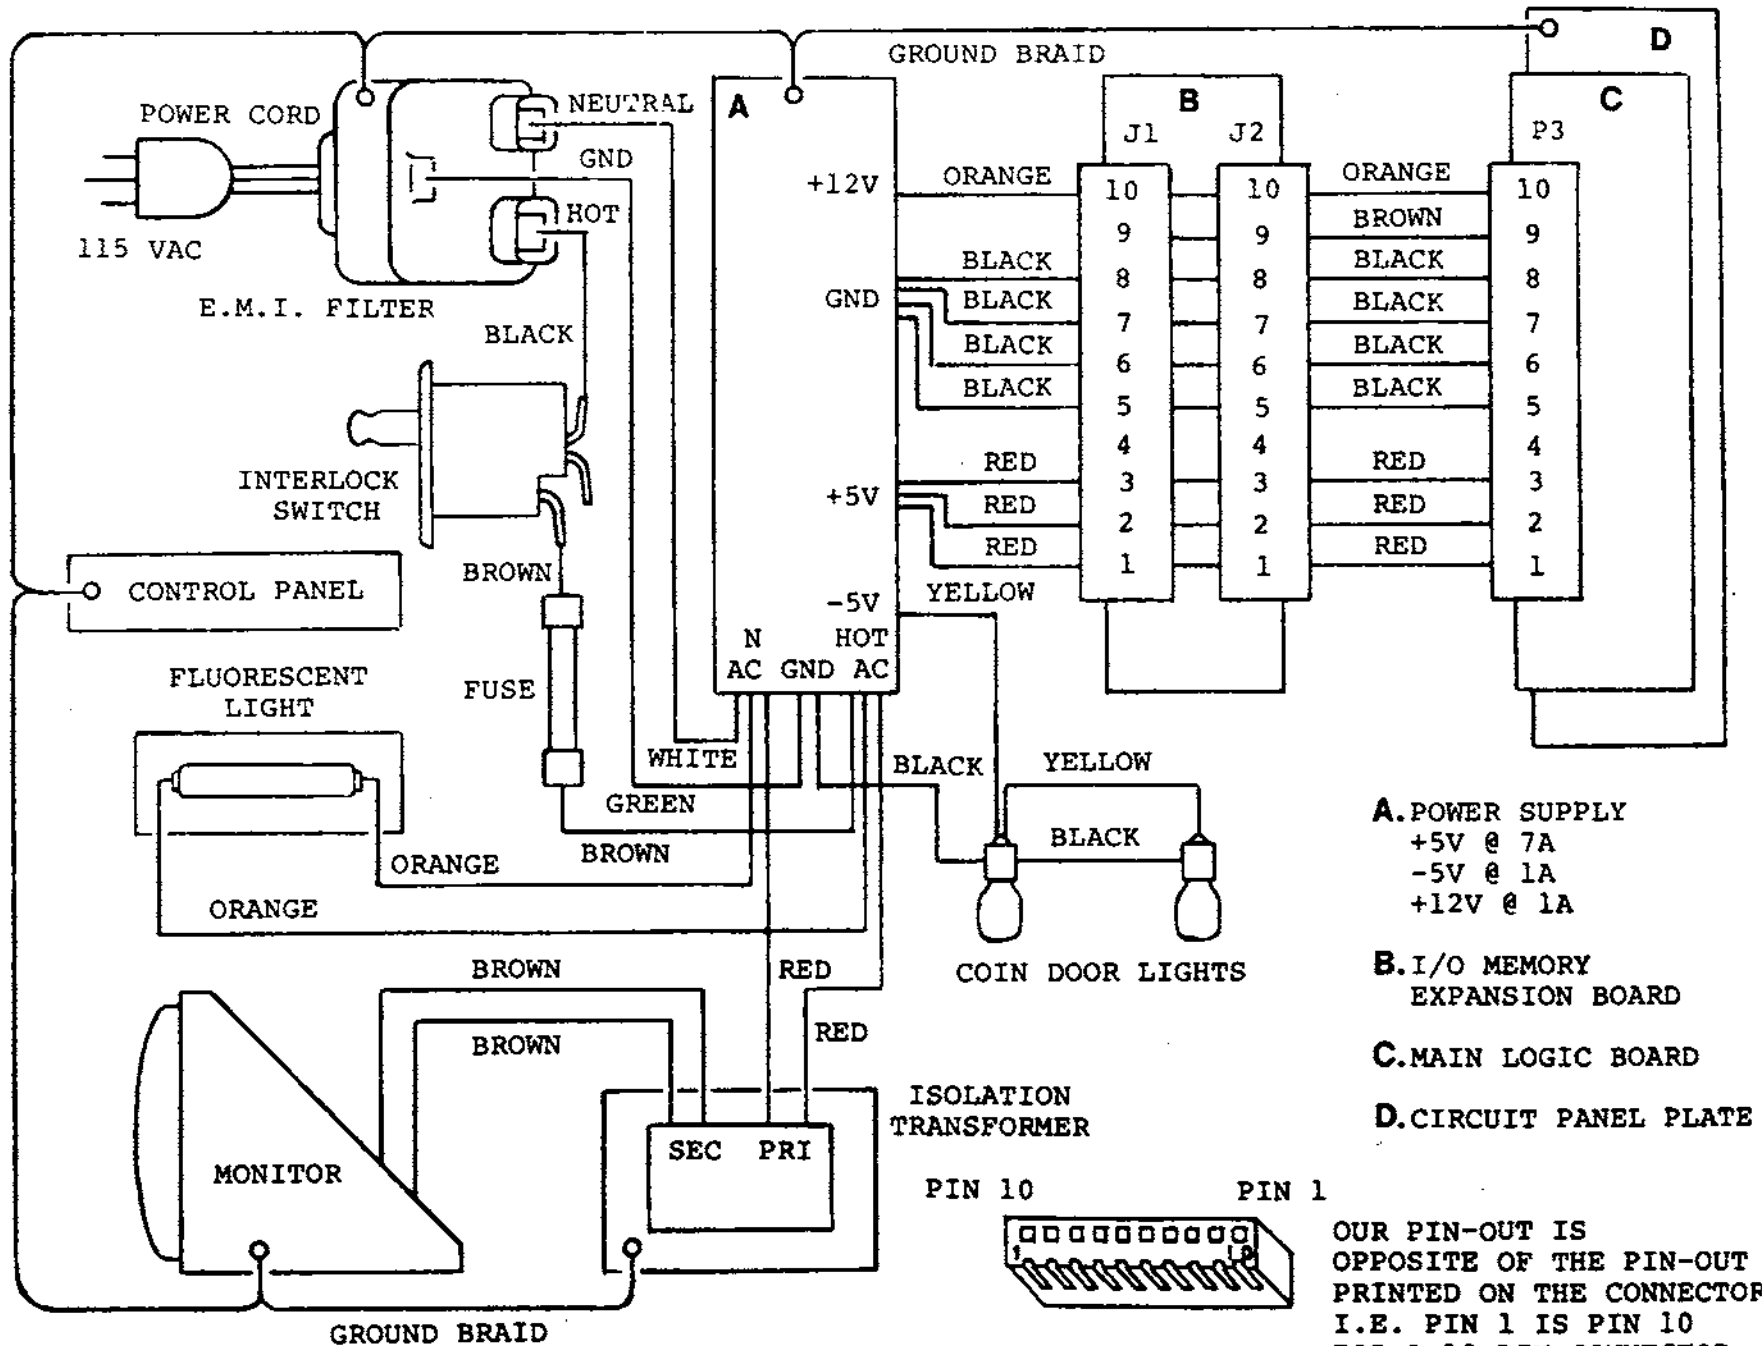 GROUND BRAID
D
POWER CORD
NEUTRAL
A
B
C
J1
J2
P3
GND
+12V
ORANGE
10
10
ORANGE
10
115 VAC
HOT
9
9
BROWN
9
E.M.I. FILTER
BLACK
GND
BLACK
8
8
BLACK
8
BLACK
7
7
BLACK
7
BLACK
6
6
BLACK
6
BLACK
5
5
BLACK
5
4
4
4
INTERLOCK
SWITCH
+5V
RED
3
3
RED
3
RED
2
2
RED
2
RED
1
1
RED
1
BROWN
CONTROL PANEL
-5V
YELLOW
N
HOT
AC GND AC
FLUORESCENT
LIGHT
FUSE
WHITE
GREEN
BROWN
BLACK
YELLOW
BLACK
ORANGE
ORANGE
COIN DOOR LIGHTS
A. POWER SUPPLY
+5V @ 7A
-5V @ 1A
+12V @ 1A
B. I/O MEMORY
EXPANSION BOARD
C. MAIN LOGIC BOARD
D. CIRCUIT PANEL PLATE
BROWN
RED
BROWN
RED
ISOLATION
TRANSFORMER
SEC PRI
MONITOR
GROUND BRAID
PIN 10
PIN 1
1
10
OUR PIN-OUT IS
OPPOSITE OF THE PIN-OUT
PRINTED ON THE CONNECTOR
I.E. PIN 1 IS PIN 10